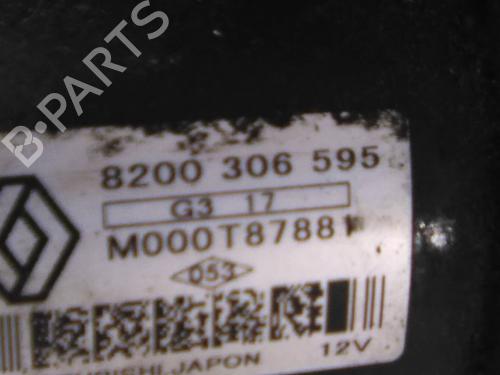 B-PARTS
8200 306 595
G3 17
M000T87881
053
JAPON 12V